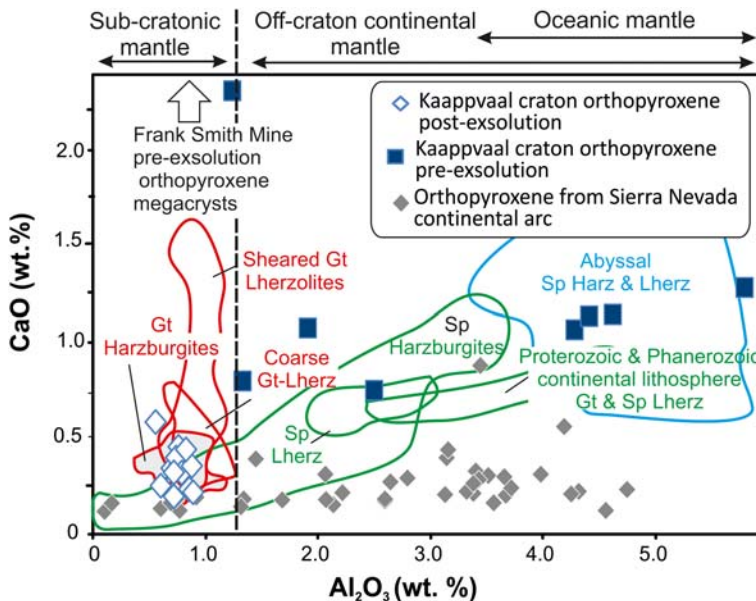 Sub-cratonic
mantle
Off-craton continental
mantle
Oceanic mantle
Frank Smith Mine
pre-exsolution
orthopyroxene
megacrysts
Kaappvaal craton orthopyroxene
post-exsolution
Kaappvaal craton orthopyroxene
pre-exsolution
Orthopyroxene from Sierra Nevada
continental arc
Sheared Gt
Lherzolites
Gt
Harzburgites
Coarse
Gt-Lherz
Sp
Harzburgites
Sp
Lherz
Abyssal
Sp Harz & Lherz
Proterozoic & Phanerozoic
continental lithosphere
Gt & Sp Lherz
CaO (wt.%)
2.0
1.5
1.0
0.5
0
0
1.0
2.0
3.0
4.0
5.0
Al₂O₃ (wt. %)